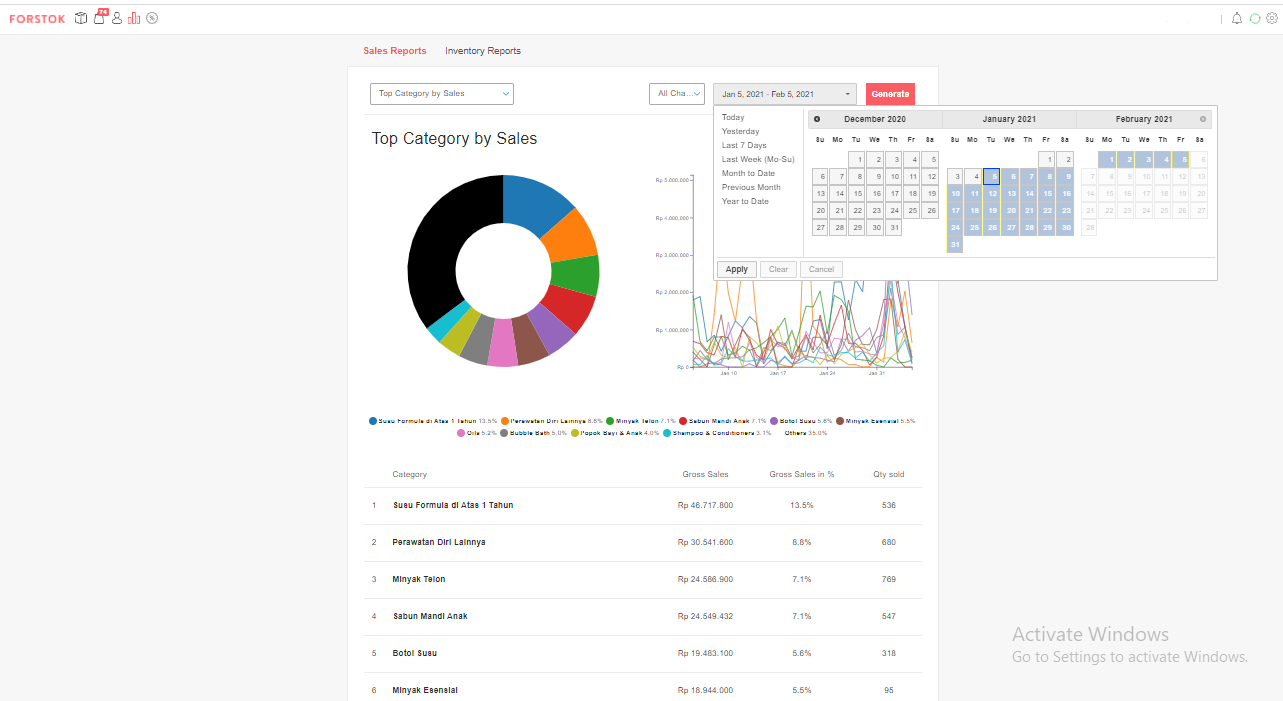 FORSTOK 74
Sales Reports Inventory Reports
Top Category by Sales All Cha... Jan 5, 2021 - Feb 5, 2021 Generate
Top Category by Sales
Today
Yesterday
Last 7 Days
Last Week (Mo-Su)
Month to Date
Previous Month
Year to Date
December 2020
Su Mo Tu We Th Fr Sa
1 2 3 4 5
6 7 8 9 10 11 12
13 14 15 16 17 18 19
20 21 22 23 24 25 26
27 28 29 30 31
January 2021
Su Mo Tu We Th Fr Sa
1 2
3 4 5 6 7 8 9
10 11 12 13 14 15 16
17 18 19 20 21 22 23
24 25 26 27 28 29 30
31
February 2021
Su Mo Tu We Th Fr Sa
1 2 3 4 5 6
7 8 9 10 11 12 13
14 15 16 17 18 19 20
21 22 23 24 25 26 27
28
Apply Clear Cancel
Rp 5,000,000
Rp 4,000,000
Rp 3,000,000
Rp 2,000,000
Rp 1,000,000
Rp 0
Jan 10 Jan 17 Jan 24 Jan 31
Susu Formula di Atas 1 Tahun 13.5% Perawatan Diri Lainnya 8.8% Minyak Telon 7.1% Sabun Mandi Anak 7.1% Botol Susu 5.6% Minyak Esensial 5.5%
Oils 5.2% Bubble Bath 5.0% Popok Bayi & Anak 4.0% Shampoo & Conditioners 3.1% Others 35.0%
Category Gross Sales Gross Sales in % Qty sold
1 Susu Formula di Atas 1 Tahun Rp 46.717.800 13.5% 536
2 Perawatan Diri Lainnya Rp 30.541.600 8.8% 680
3 Minyak Telon Rp 24.586.900 7.1% 769
4 Sabun Mandi Anak Rp 24.549.432 7.1% 547
5 Botol Susu Rp 19.483.100 5.6% 318
6 Minyak Esensial Rp 18.944.000 5.5% 95
Activate Windows
Go to Settings to activate Windows.